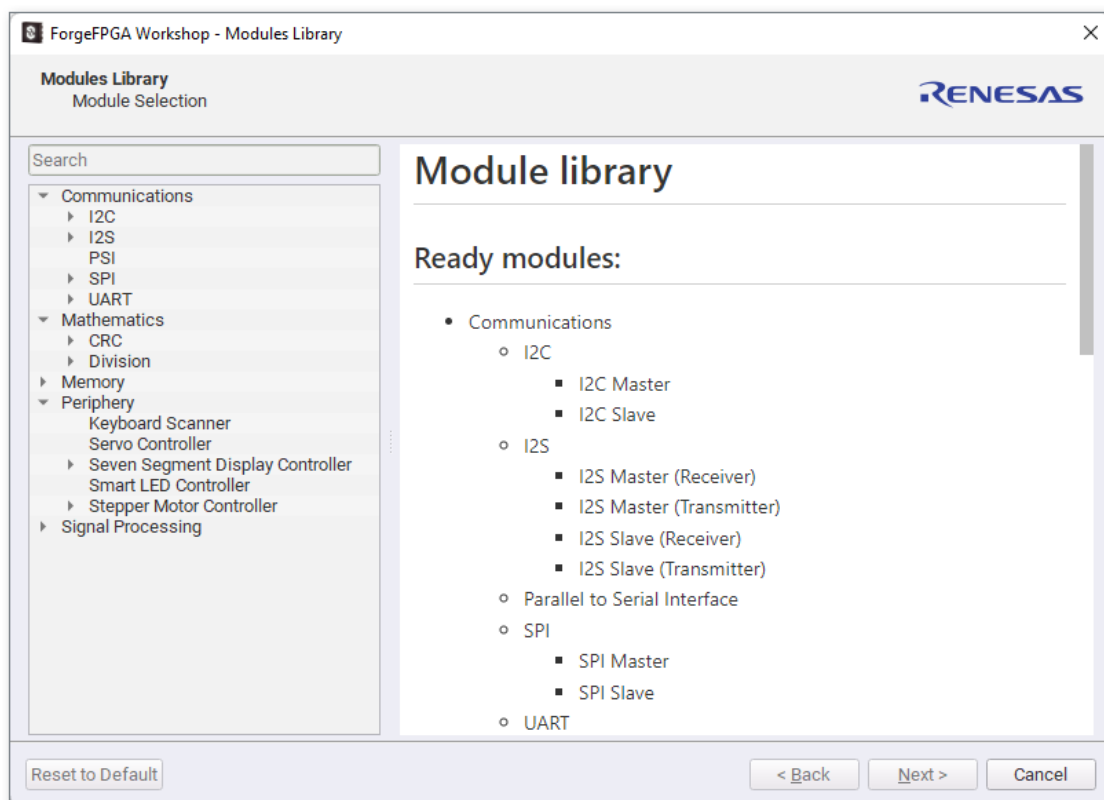 ForgeFPGA Workshop - Modules Library
Modules Library
Module Selection
RENESAS
Search
Communications
I2C
I2S
PSI
SPI
UART
Mathematics
CRC
Division
Memory
Periphery
Keyboard Scanner
Servo Controller
Seven Segment Display Controller
Smart LED Controller
Stepper Motor Controller
Signal Processing
Module library
Ready modules:
Communications
I2C
I2C Master
I2C Slave
I2S
I2S Master (Receiver)
I2S Master (Transmitter)
I2S Slave (Receiver)
I2S Slave (Transmitter)
Parallel to Serial Interface
SPI
SPI Master
SPI Slave
UART
Reset to Default
< Back
Next >
Cancel